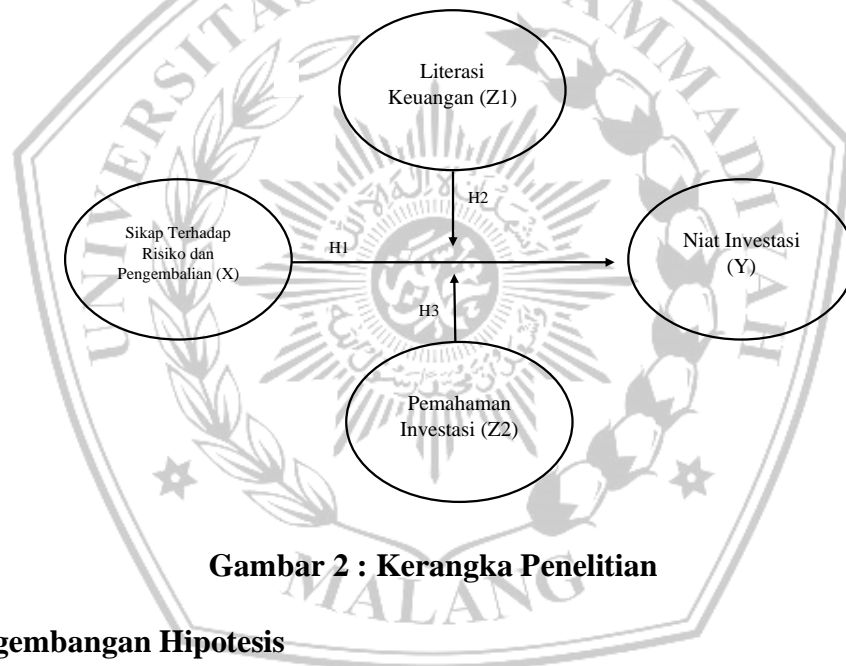 Literasi
Keuangan (Z1)
H2
Sikap Terhadap
Risiko dan
Pengembalian (X)
H1
Niat Investasi
(Y)
H3
Pemahaman
Investasi (Z2)
Gambar 2 : Kerangka Penelitian
MALANG
gembangan Hipotesis